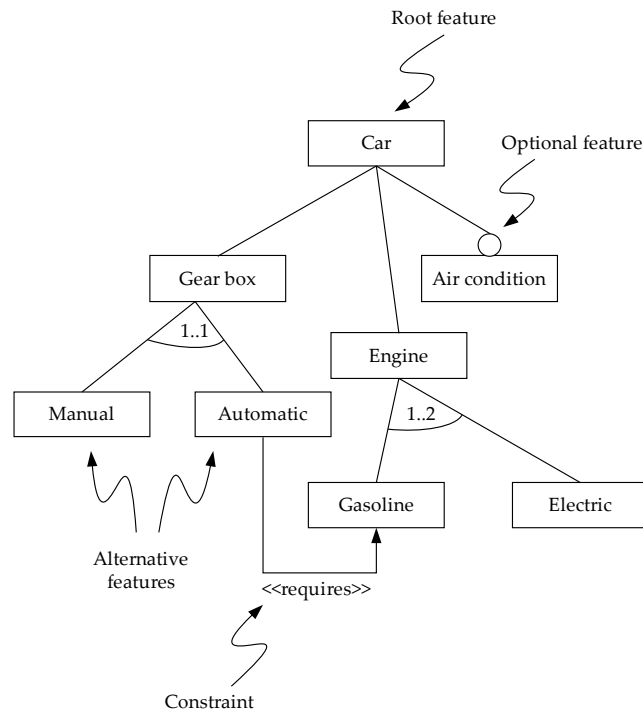 Root feature
Car
Optional feature
Gear box
Air condition
1..1
Engine
Manual
Automatic
1..2
Gasoline
Electric
Alternative
features
<<requires>>
Constraint